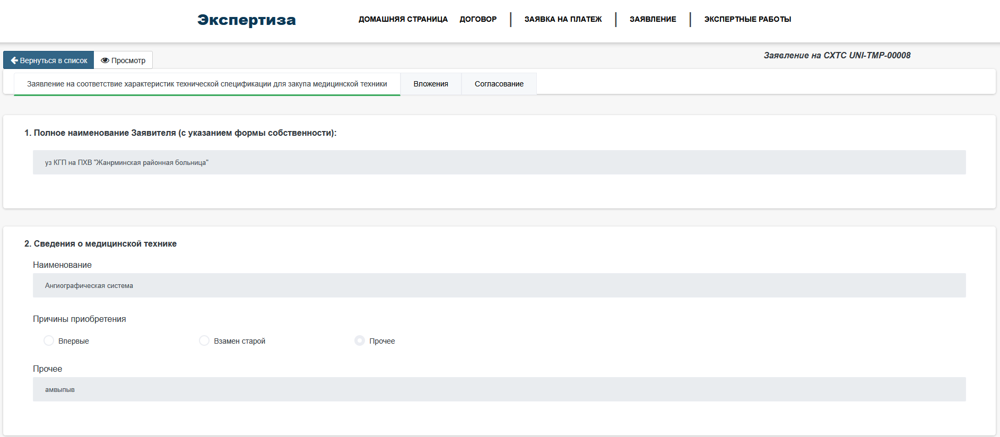 Экспертиза
ДОМАШНЯЯ СТРАНИЦА ДОГОВОР ЗАЯВКА НА ПЛАТЕЖ ЗАЯВЛЕНИЕ ЭКСПЕРТНЫЕ РАБОТЫ
Вернуться в список Просмотр
Заявление на СХТС UNI-TMP-00008
Заявление на соответствие характеристик технической спецификации для закупа медицинской техники Вложения Согласование
1. Полное наименование Заявителя (с указанием формы собственности):
уз КГП на ПХВ "Жанрминская районная больница"
2. Сведения о медицинской технике
Наименование
Ангиографическая система
Причины приобретения
Впервые Взамен старой Прочее
Прочее
амвыпыв